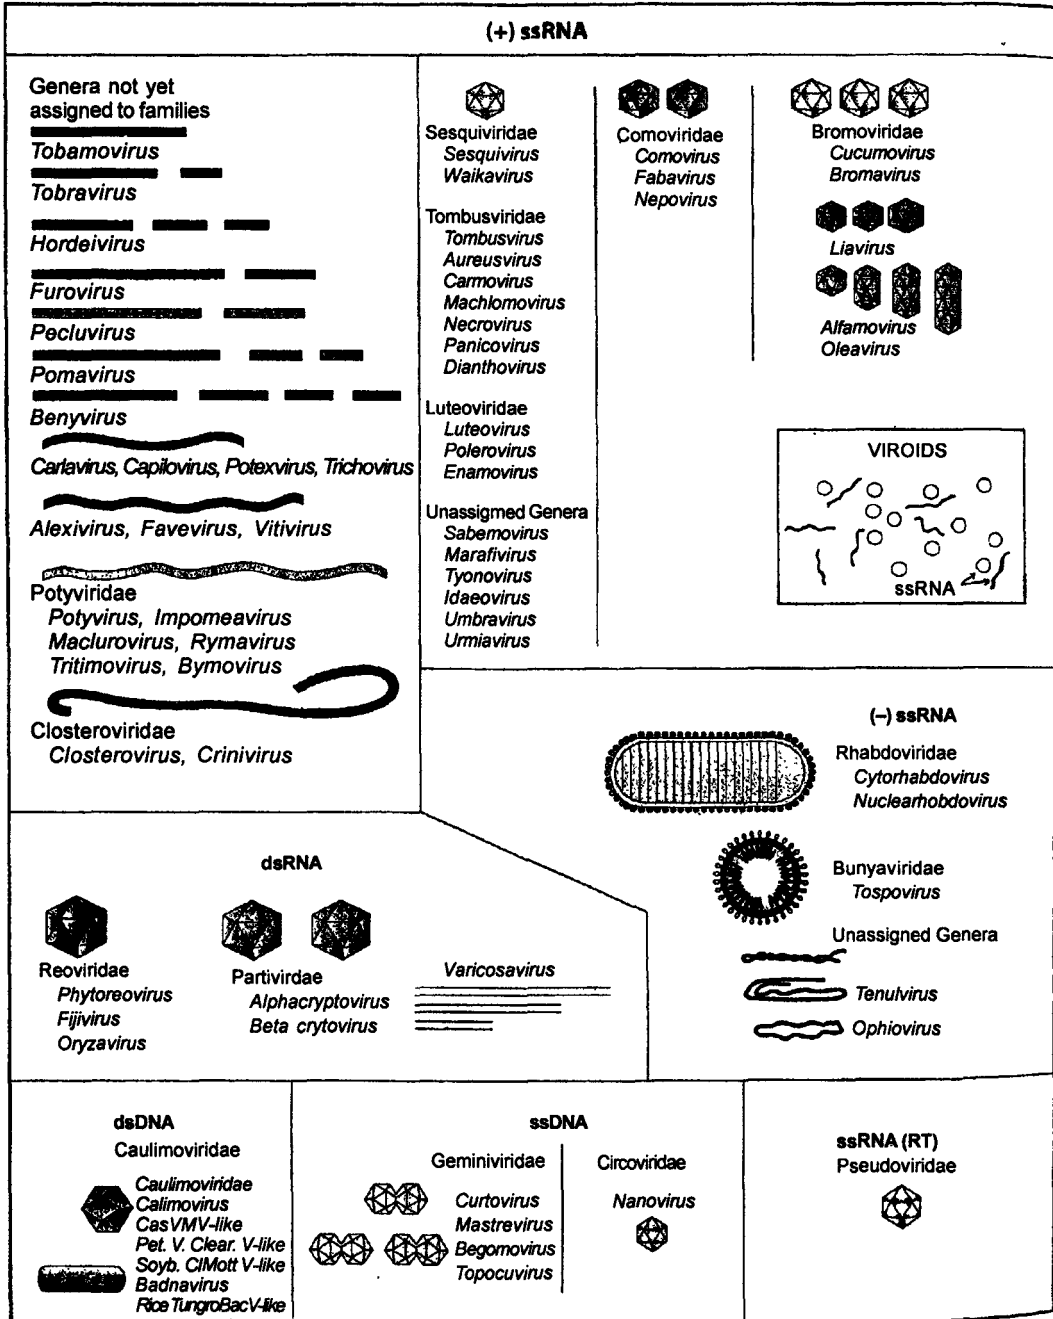 (+) ssRNA
Genera not yet
assigned to families
Tobamovirus
Tobravirus
Hordeivirus
Furovirus
Pecluvirus
Pomavirus
Benyvirus
Carlavirus, Capilovirus, Potexvirus, Trichovirus
Alexivirus, Favevirus, Vitivirus
Potyviridae
Potyvirus, Impomeavirus
Maclurovirus, Rymavirus
Tritimovirus, Bymovirus
Closteroviridae
Closterovirus, Crinivirus
Sesquiviridae
Sesquivirus
Waikavirus
Tombusviridae
Tombusvirus
Aureusvirus
Carmovirus
Machlomovirus
Necrovirus
Panicovirus
Dianthovirus
Luteoviridae
Luteovirus
Polerovirus
Enamovirus
Unassigmed Genera
Sabemovirus
Marafivirus
Tyonovirus
Idaeovirus
Umbravirus
Urmiavirus
Comoviridae
Comovirus
Fabavirus
Nepovirus
Bromoviridae
Cucumovirus
Bromavirus
Liavirus
Alfamovirus
Oleavirus
VIROIDS
ssRNA
(–) ssRNA
Rhabdoviridae
Cytorhabdovirus
Nuclearhobdovirus
Bunyaviridae
Tospovirus
Unassigned Genera
Tenulvirus
Ophiovirus
dsRNA
Reoviridae
Phytoreovirus
Fijivirus
Oryzavirus
Partivirdae
Alphacryptovirus
Beta crytovirus
Varicosavirus
dsDNA
Caulimoviridae
Caulimoviridae
Calimovirus
CasVMV-like
Pet. V. Clear. V-like
Soyb. ClMott V-like
Badnavirus
Rice TungroBacV-like
ssDNA
Geminiviridae
Curtovirus
Mastrevirus
Begomovirus
Topocuvirus
Circoviridae
Nanovirus
ssRNA (RT)
Pseudoviridae